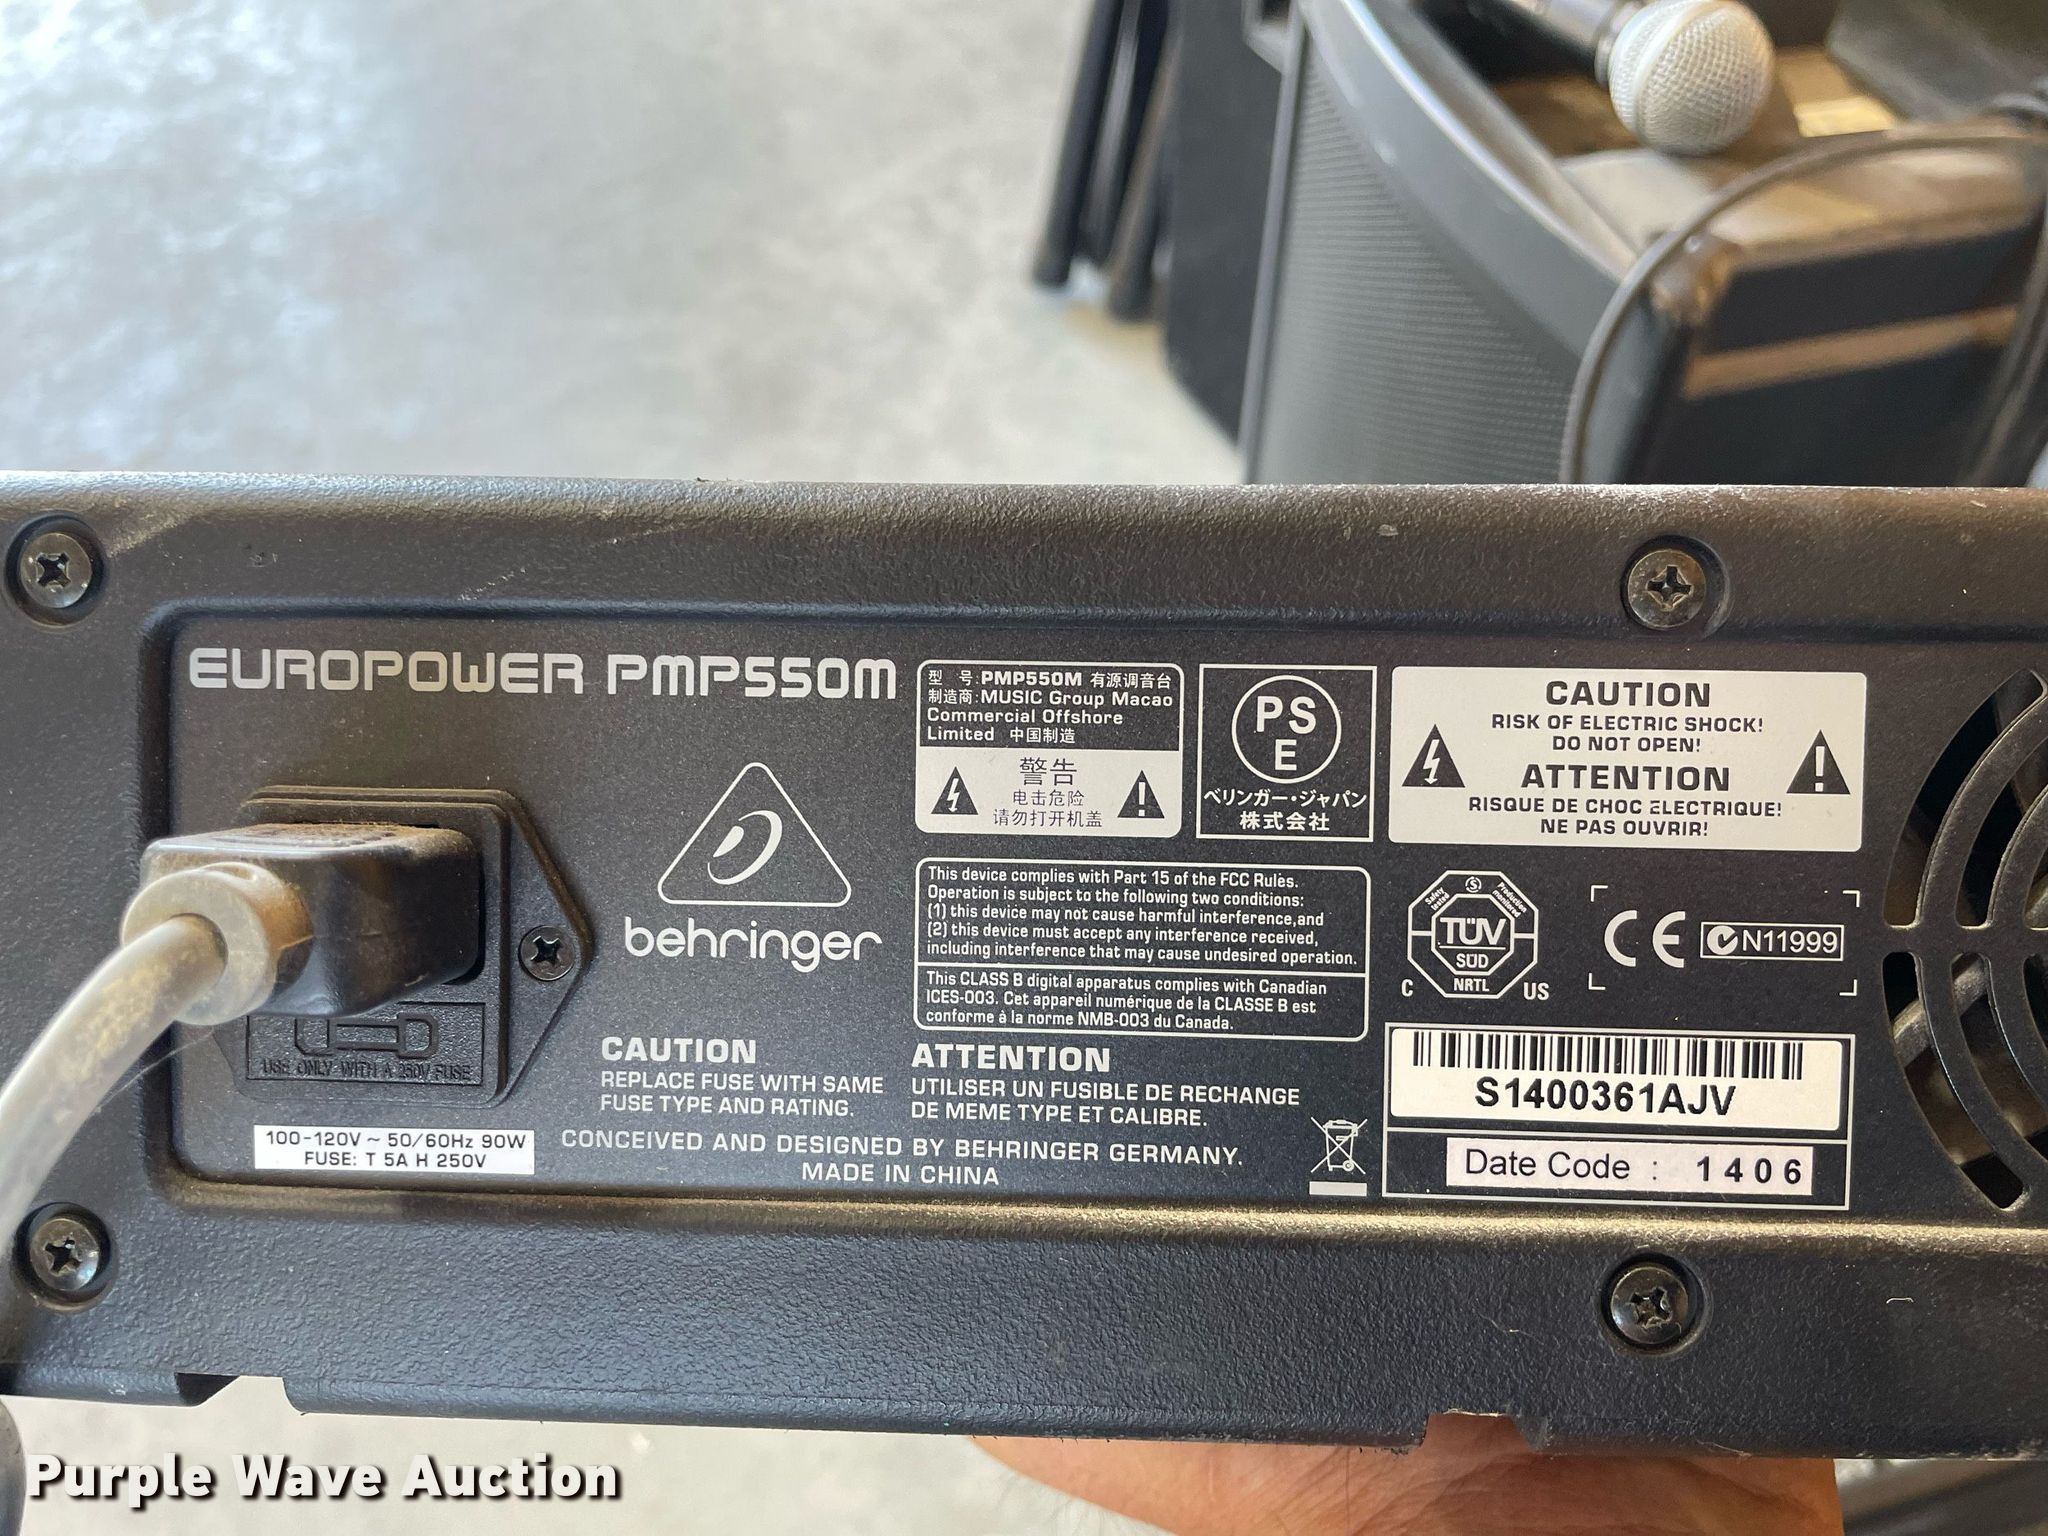 EUROPOWER PMP550M
型 号:PMP550M 有源调音台
制造商:MUSIC Group Macao
Commercial Offshore
Limited 中国制造
警告
电击危险
请勿打开机盖
PS
E
ベリンガー・ジャパン
株式会社
CAUTION
RISK OF ELECTRIC SHOCK!
DO NOT OPEN!
ATTENTION
RISQUE DE CHOC ELECTRIQUE!
NE PAS OUVRIR!
behringer
This device complies with Part 15 of the FCC Rules.
Operation is subject to the following two conditions:
(1) this device may not cause harmful interference,and
(2) this device must accept any interference received,
including interference that may cause undesired operation.
This CLASS B digital apparatus complies with Canadian
ICES-003. Cet appareil numérique de la CLASSE B est
conforme à la norme NMB-003 du Canada.
Safety tested
S
Production monitored
TÜV
SÜD
NRTL
C US
CE
N11999
USE ONLY WITH A 250V FUSE
CAUTION
REPLACE FUSE WITH SAME
FUSE TYPE AND RATING.
ATTENTION
UTILISER UN FUSIBLE DE RECHANGE
DE MEME TYPE ET CALIBRE.
100-120V ~ 50/60Hz 90W
FUSE: T 5A H 250V
CONCEIVED AND DESIGNED BY BEHRINGER GERMANY.
MADE IN CHINA
S1400361AJV
Date Code : 1406
Purple Wave Auction